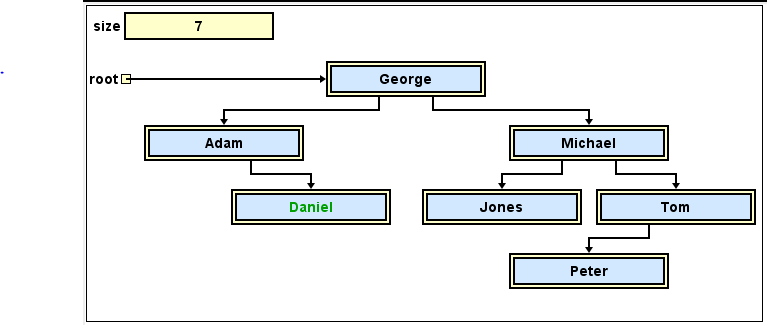 size 7
root George
Adam Michael
Daniel Jones Tom
Peter